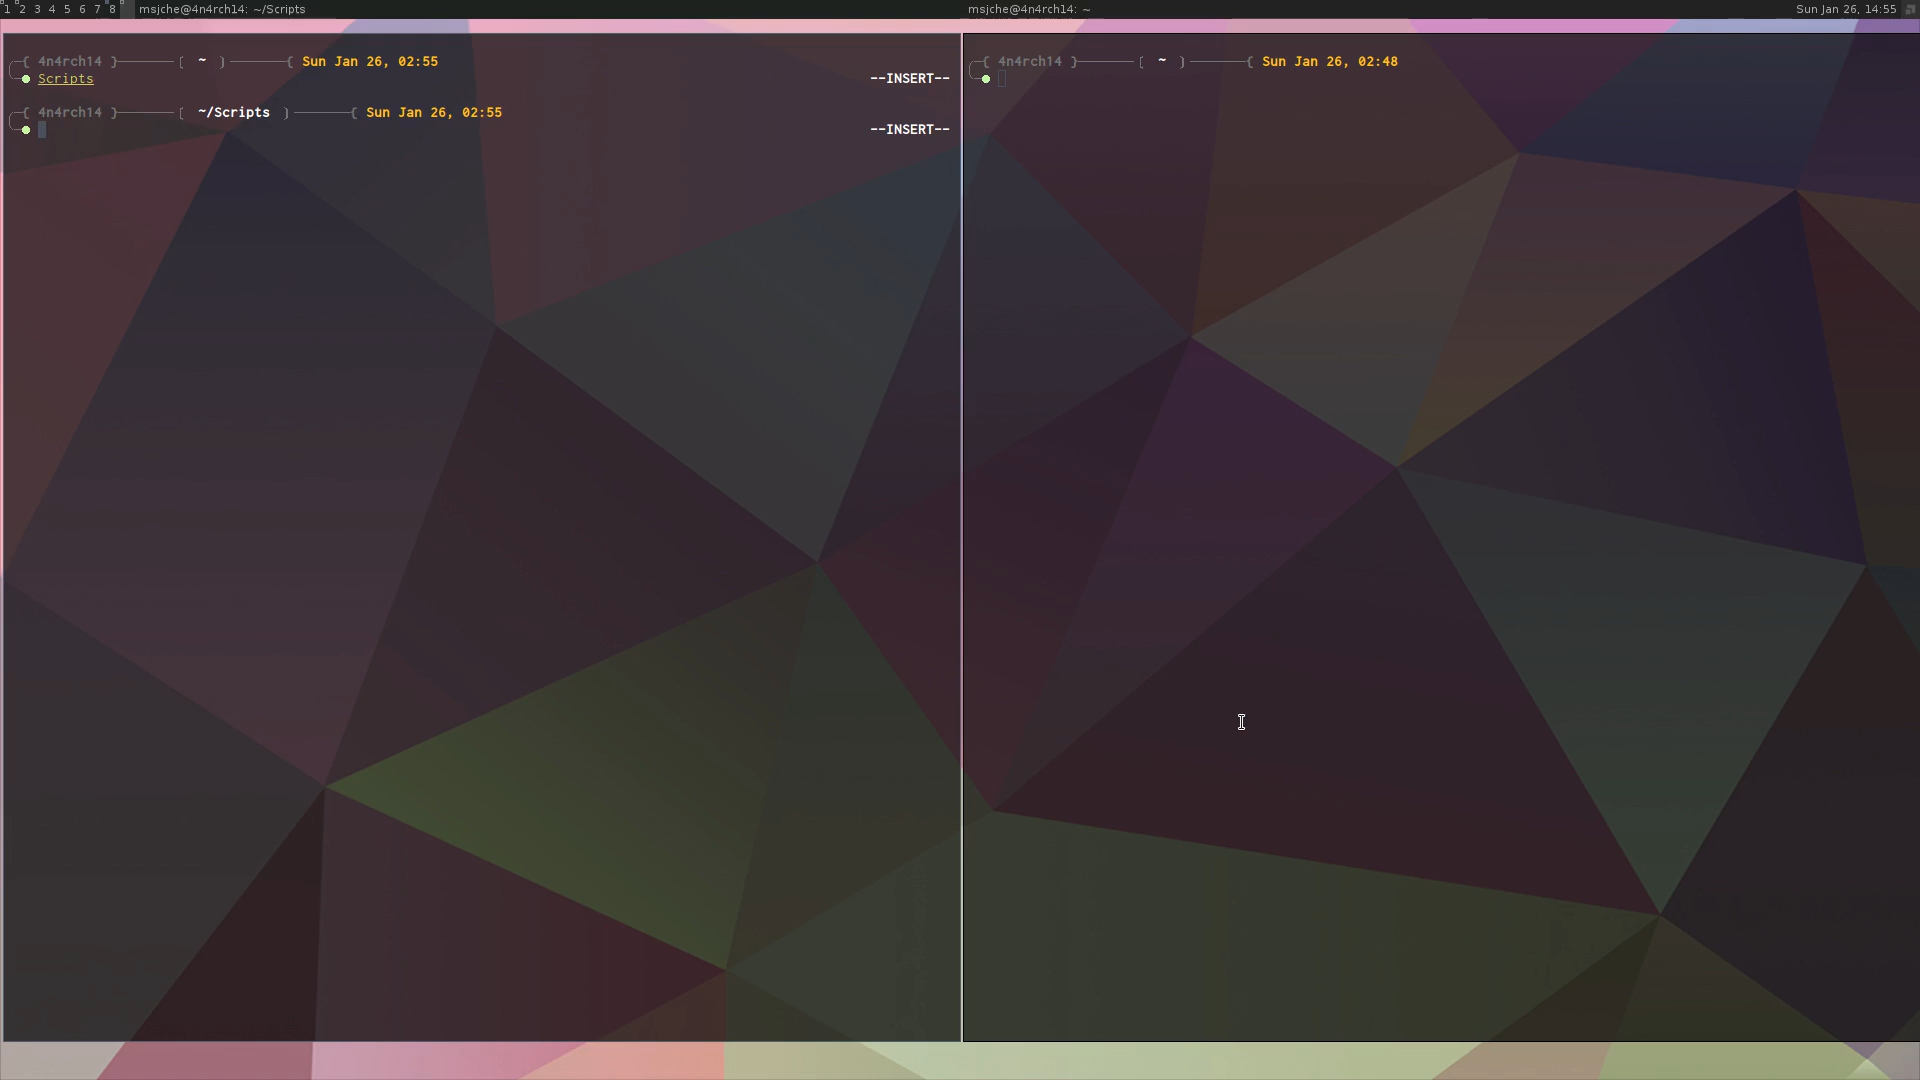 1 2 3 4 5 6 7 8 msjche@4n4rch14: ~/Scripts msjche@4n4rch14: ~ Sun Jan 26, 14:55
{ 4n4rch14 } [ ~ ] { Sun Jan 26, 02:55
Scripts --INSERT--
{ 4n4rch14 } [ ~/Scripts ] { Sun Jan 26, 02:55
--INSERT--
{ 4n4rch14 } [ ~ ] { Sun Jan 26, 02:48